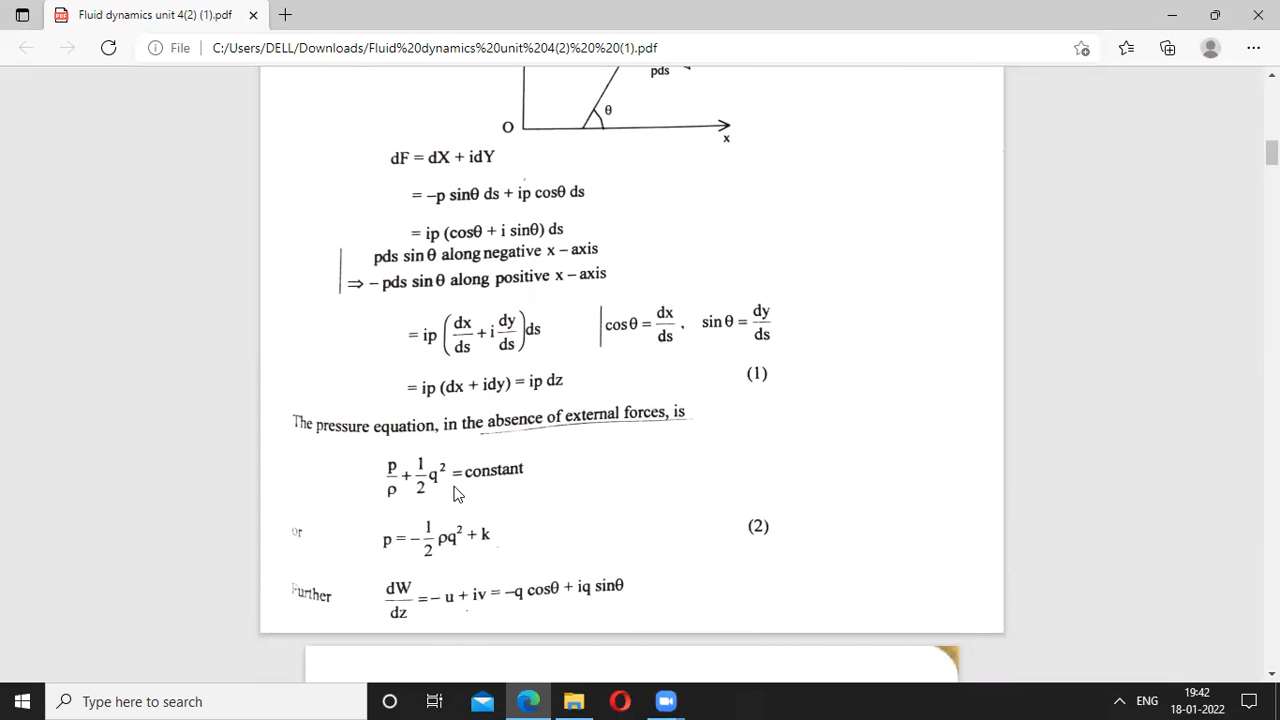 Fluid dynamics unit 4(2) (1).pdf
File C:/Users/DELL/Downloads/Fluid%20dynamics%20unit%204(2)%20%20(1).pdf
pds
θ
O
x
dF = dX + idY
= –p sinθ ds + ip cosθ ds
= ip (cosθ + i sinθ) ds
pds sin θ along negative x – axis
⇒ – pds sin θ along positive x – axis
= ip (dx/ds + i dy/ds) ds | cos θ = dx/ds , sin θ = dy/ds
= ip (dx + idy) = ip dz (1)
The pressure equation, in the absence of external forces, is
p/ρ + 1/2 q² = constant
or p = – 1/2 ρq² + k (2)
Further dW/dz = – u + iv = –q cosθ + iq sinθ
Type here to search
ENG
19:42
18-01-2022